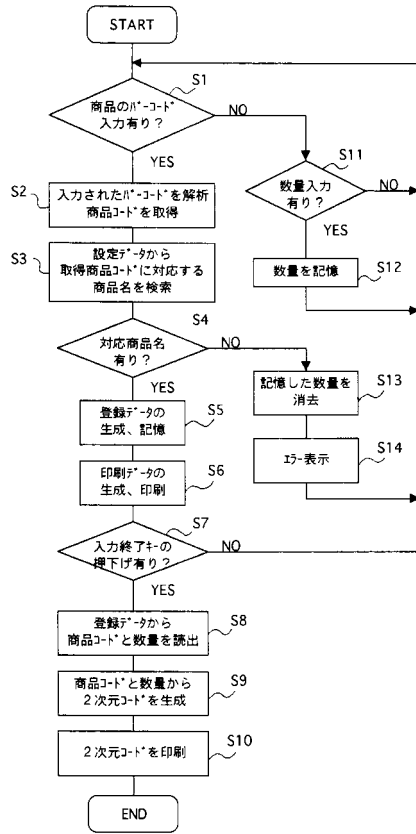 START
S1
商品のバーコード
入力有り？
NO
YES
S11
数量入力
有り？
NO
YES
S2
入力されたバーコードを解析
商品コードを取得
S3
設定データから
取得商品コードに対応する
商品名を検索
数量を記憶
S12
S4
対応商品名
有り？
NO
YES
S5
登録データの
生成、記憶
記憶した数量を
消去
S13
S6
印刷データの
生成、印刷
エラー表示
S14
S7
入力終了キーの
押下げ有り？
NO
YES
登録データから
商品コードと数量を読出
S8
商品コードと数量から
２次元コードを生成
S9
２次元コードを印刷
S10
END